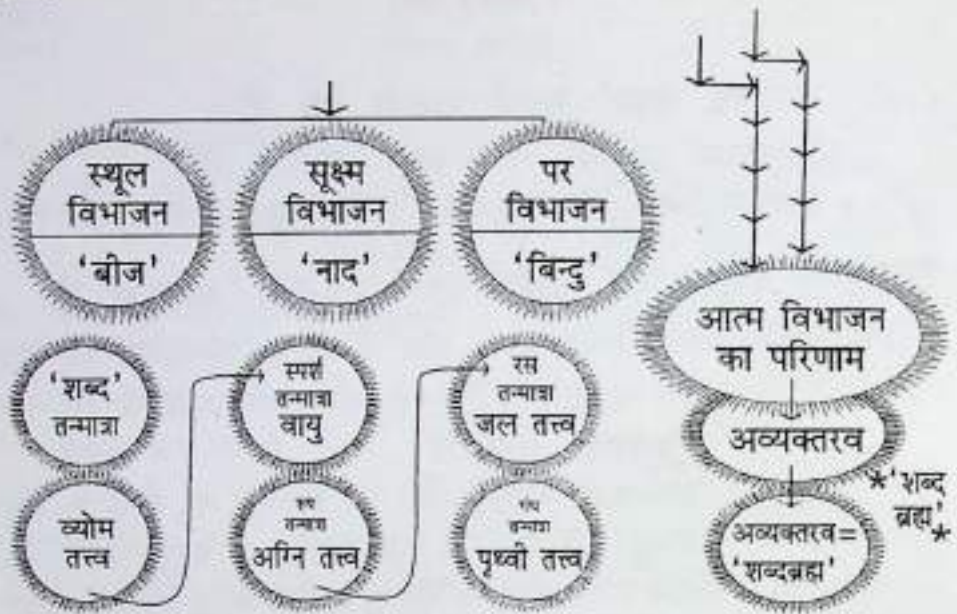 स्थूल
विभाजन
'बीज'
सूक्ष्म
विभाजन
'नाद'
पर
विभाजन
'बिन्दु'
'शब्द'
तन्मात्रा
व्योम
तत्त्व
स्पर्श
तन्मात्रा
वायु
रूप
तन्मात्रा
अग्नि तत्त्व
रस
तन्मात्रा
जल तत्त्व
गंध
तन्मात्रा
पृथ्वी तत्त्व
आत्म विभाजन
का परिणाम
अव्यक्तरव
*'शब्द
ब्रह्म'*
अव्यक्तरव=
'शब्दब्रह्म'